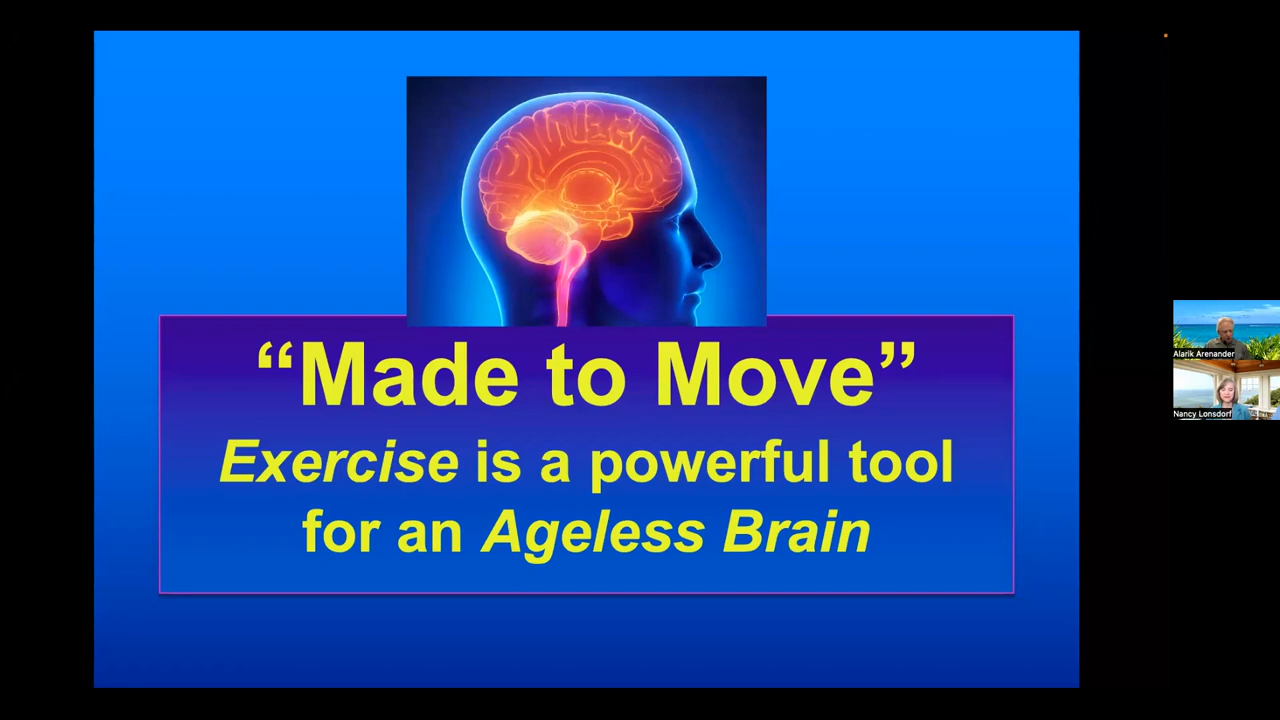 “Made to Move”
Exercise is a powerful tool
for an Ageless Brain
Alarik Arenander
Nancy Lonsdorf